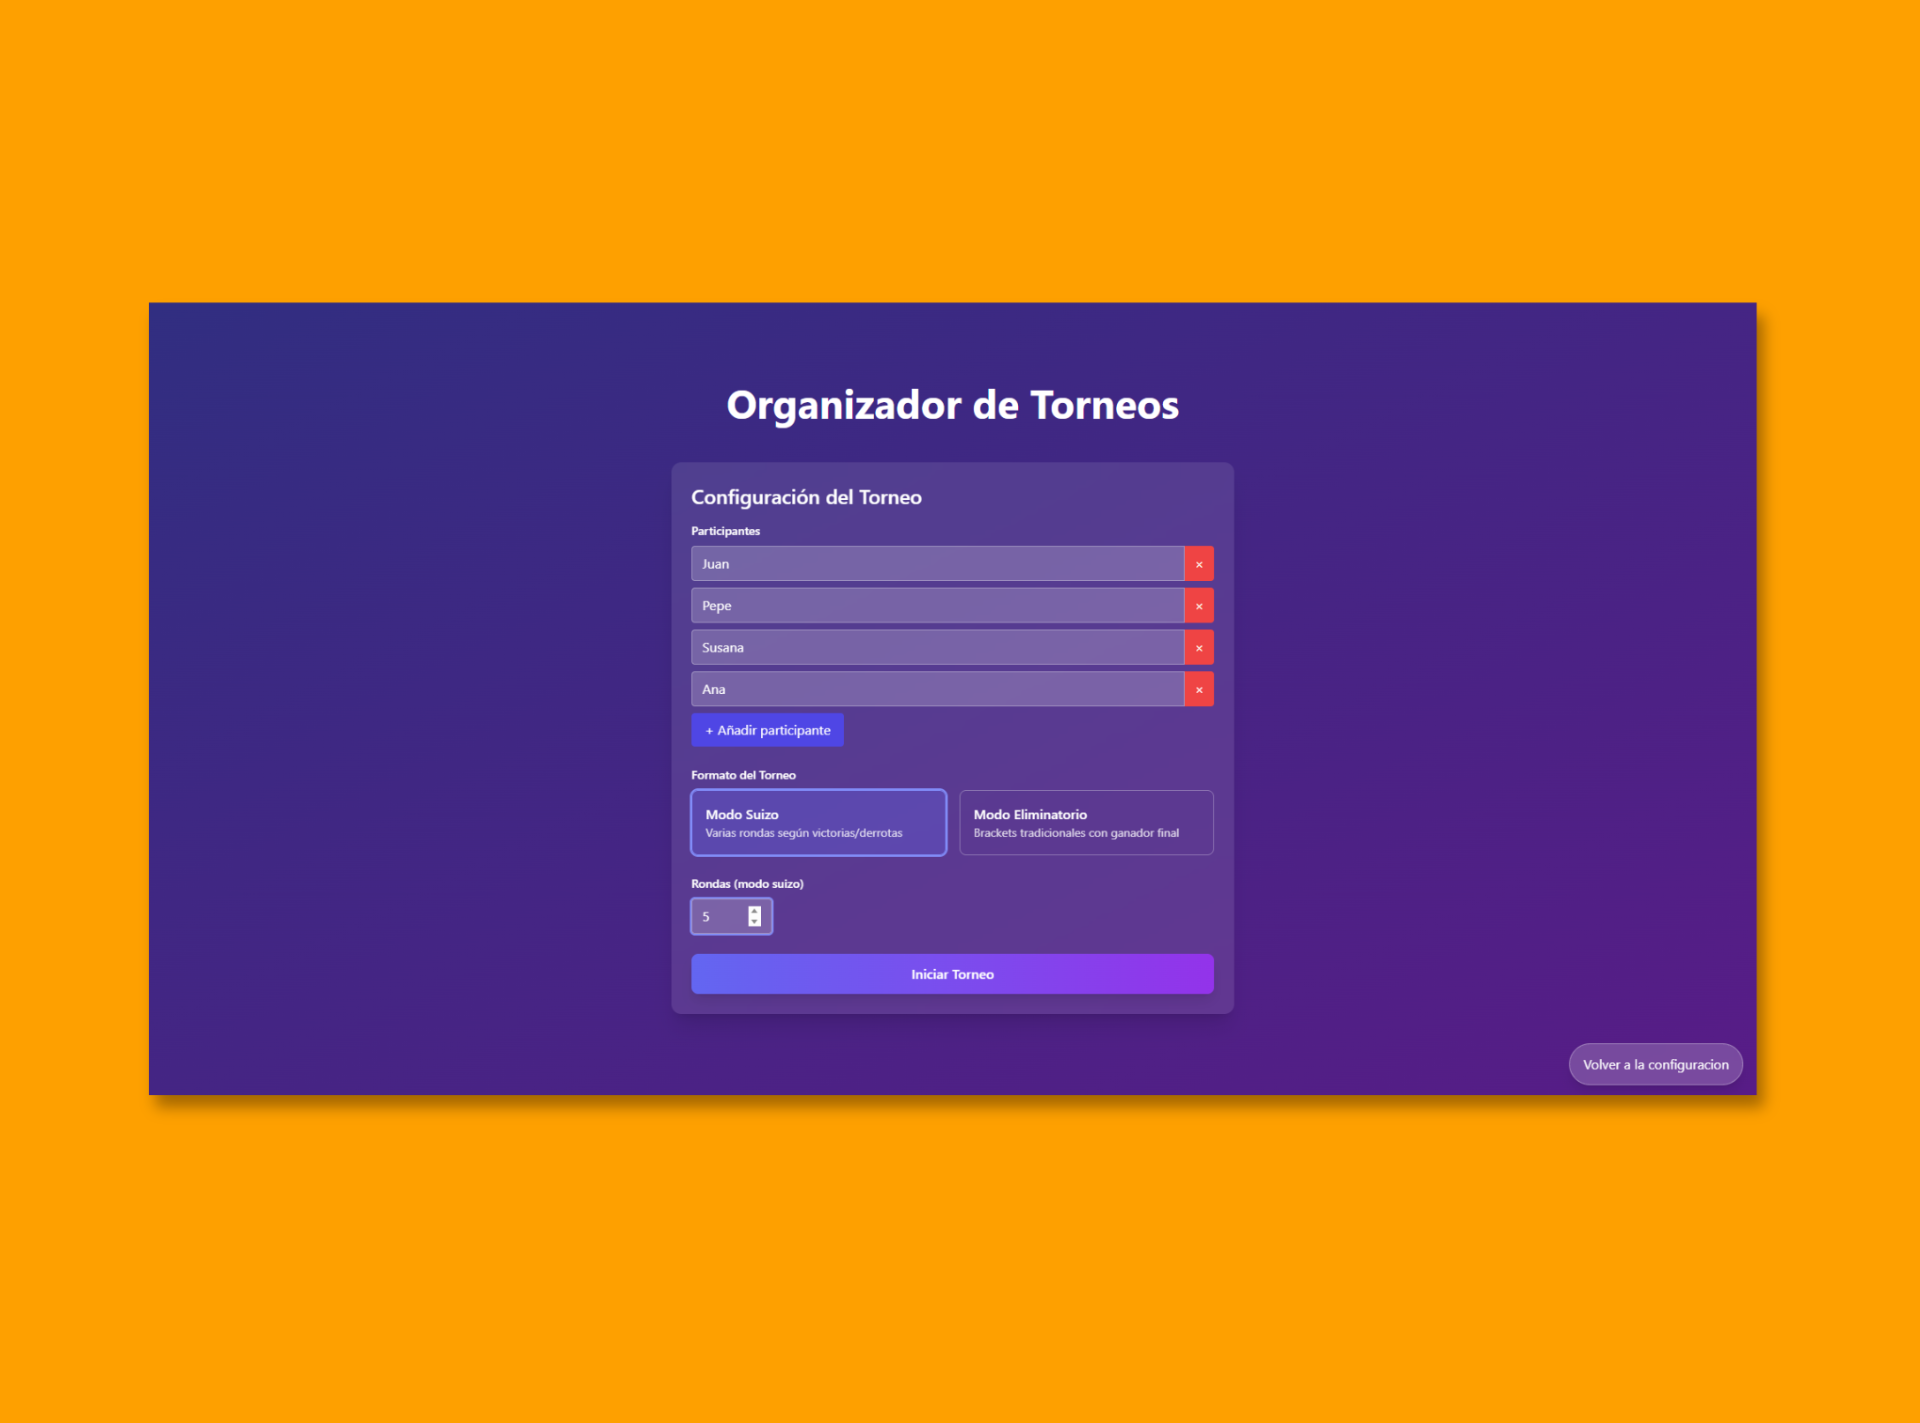 Organizador de Torneos
Configuración del Torneo
Participantes
Juan
×
Pepe
×
Susana
×
Ana
×
+ Añadir participante
Formato del Torneo
Modo Suizo
Varias rondas según victorias/derrotas
Modo Eliminatorio
Brackets tradicionales con ganador final
Rondas (modo suizo)
5
Iniciar Torneo
Volver a la configuracion